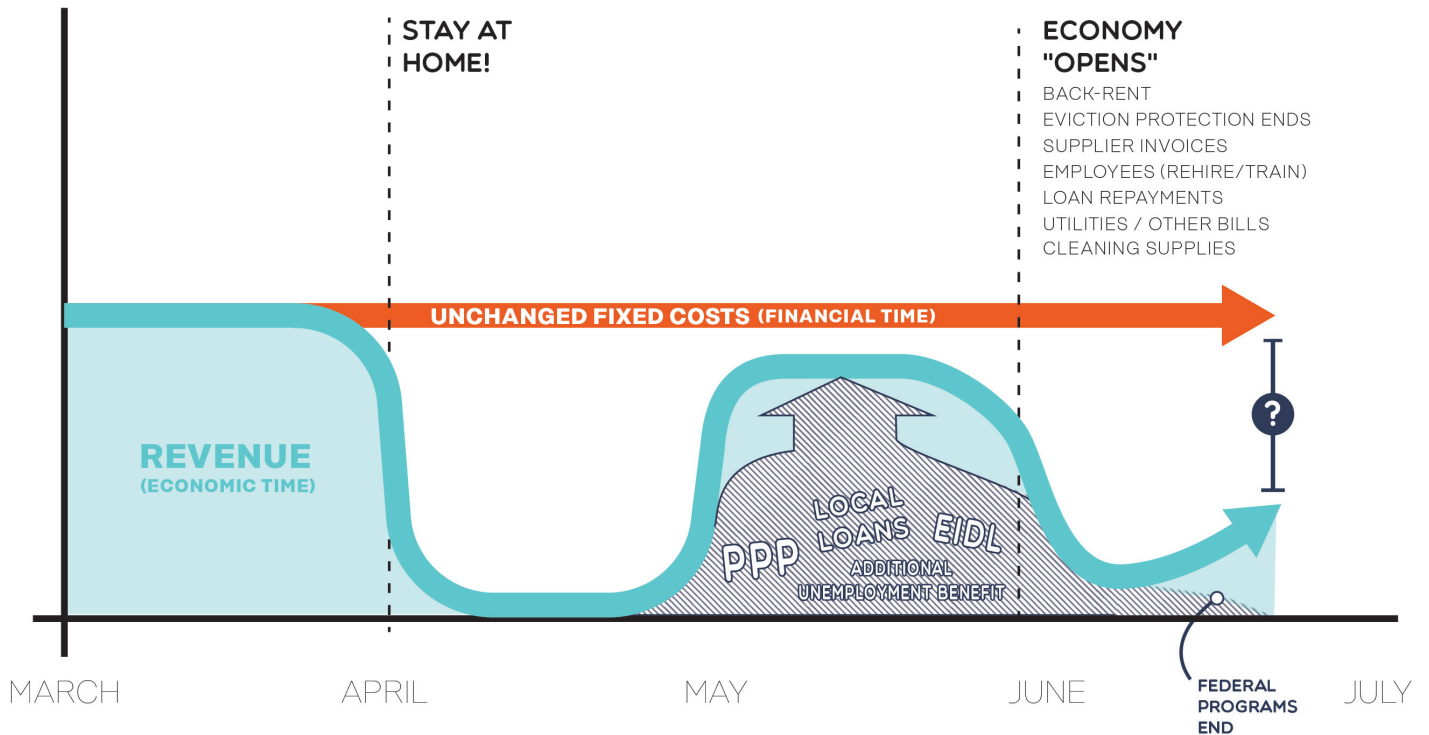 STAY AT
HOME!
ECONOMY
"OPENS"
BACK-RENT
EVICTION PROTECTION ENDS
SUPPLIER INVOICES
EMPLOYEES (REHIRE/TRAIN)
LOAN REPAYMENTS
UTILITIES / OTHER BILLS
CLEANING SUPPLIES
UNCHANGED FIXED COSTS (FINANCIAL TIME)
?
REVENUE
(ECONOMIC TIME)
PPP
LOCAL
LOANS
EIDL
ADDITIONAL
UNEMPLOYMENT BENEFIT
MARCH
APRIL
MAY
JUNE
JULY
FEDERAL
PROGRAMS
END